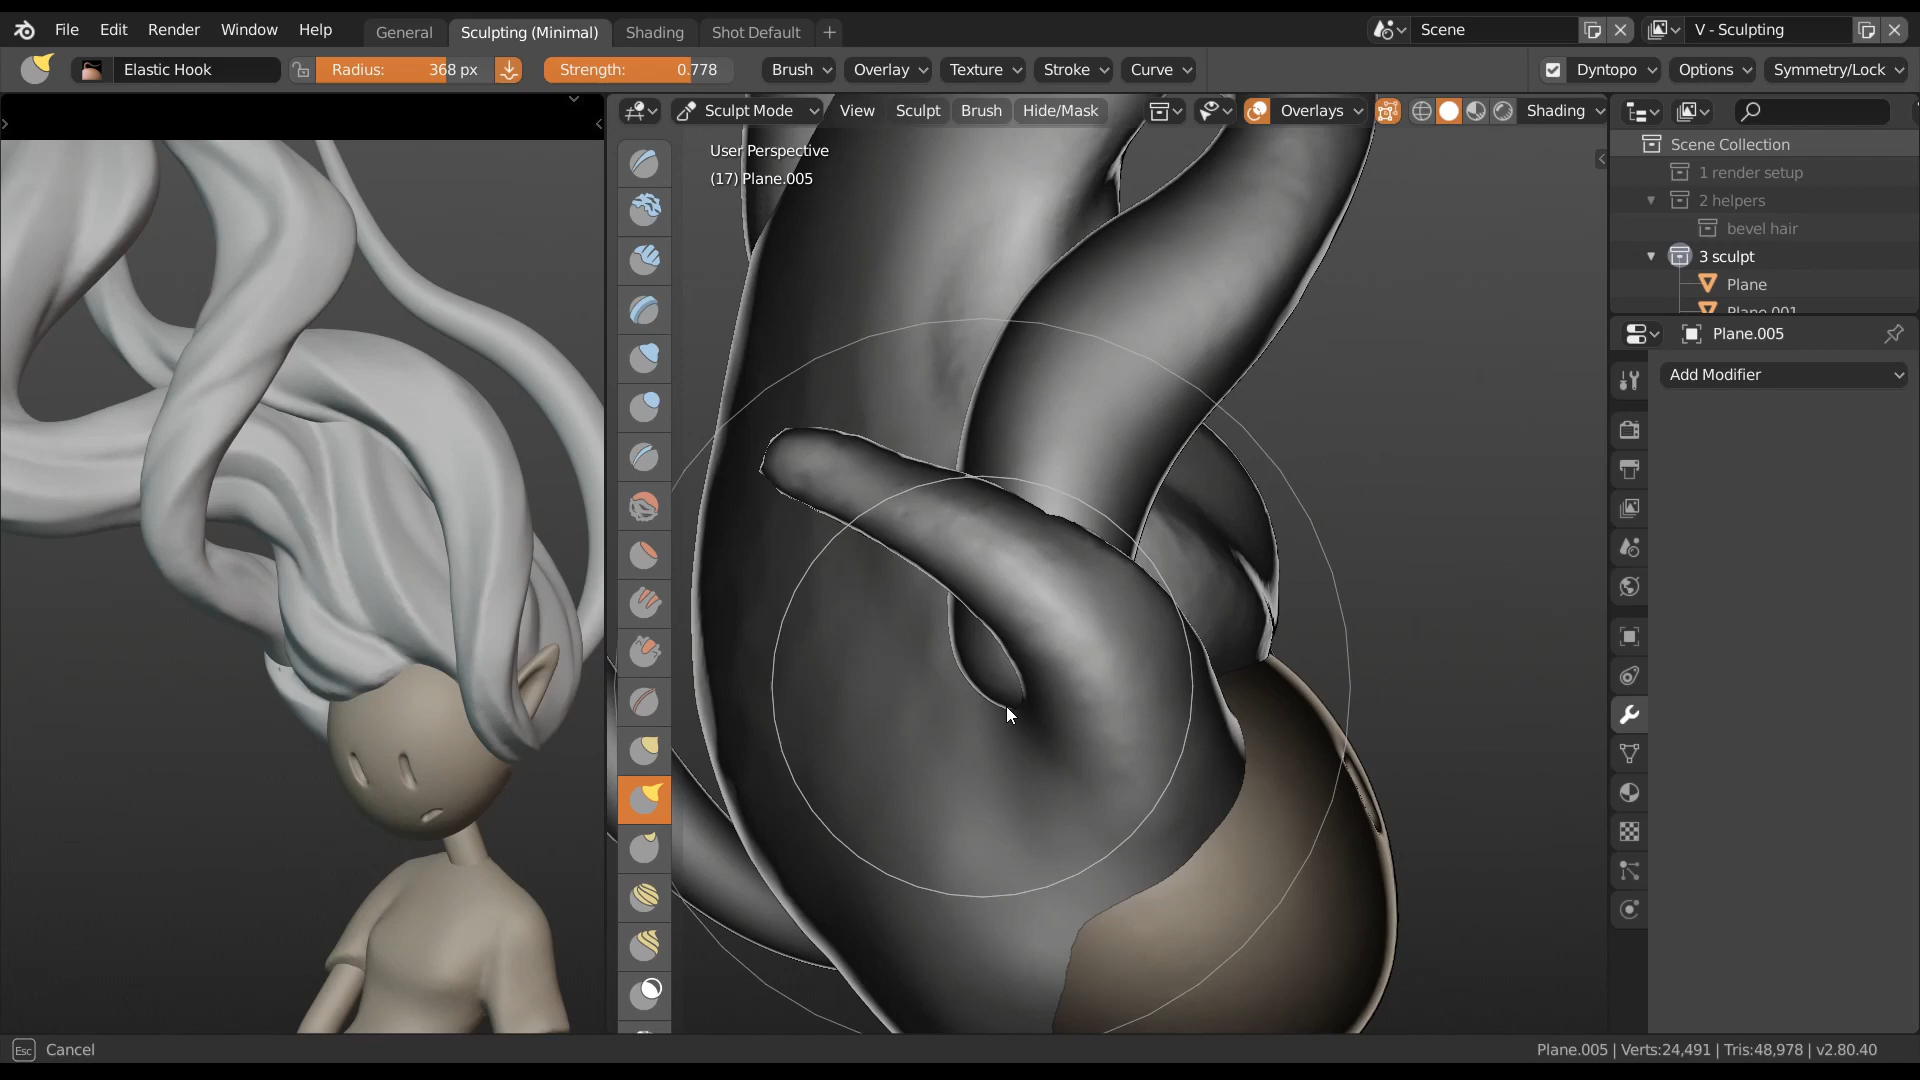 File Edit Render Window Help General Sculpting (Minimal) Shading Shot Default + Scene V - Sculpting
Elastic Hook Radius: 368 px Strength: 0.778 Brush Overlay Texture Stroke Curve Dyntopo Options Symmetry/Lock
Sculpt Mode View Sculpt Brush Hide/Mask Overlays Shading
User Perspective
(17) Plane.005
Scene Collection
1 render setup
2 helpers
bevel hair
3 sculpt
Plane
Plane.001
Plane.005
Add Modifier
Esc Cancel Plane.005 | Verts:24,491 | Tris:48,978 | v2.80.40